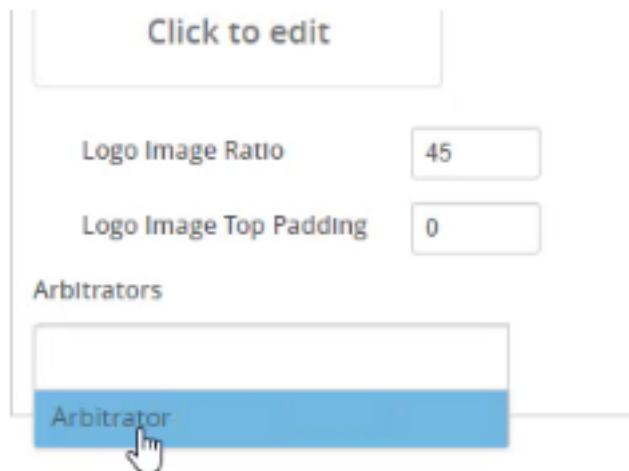 Click to edit
Logo Image Ratio 45
Logo Image Top Padding 0
Arbitrators
Arbitrator